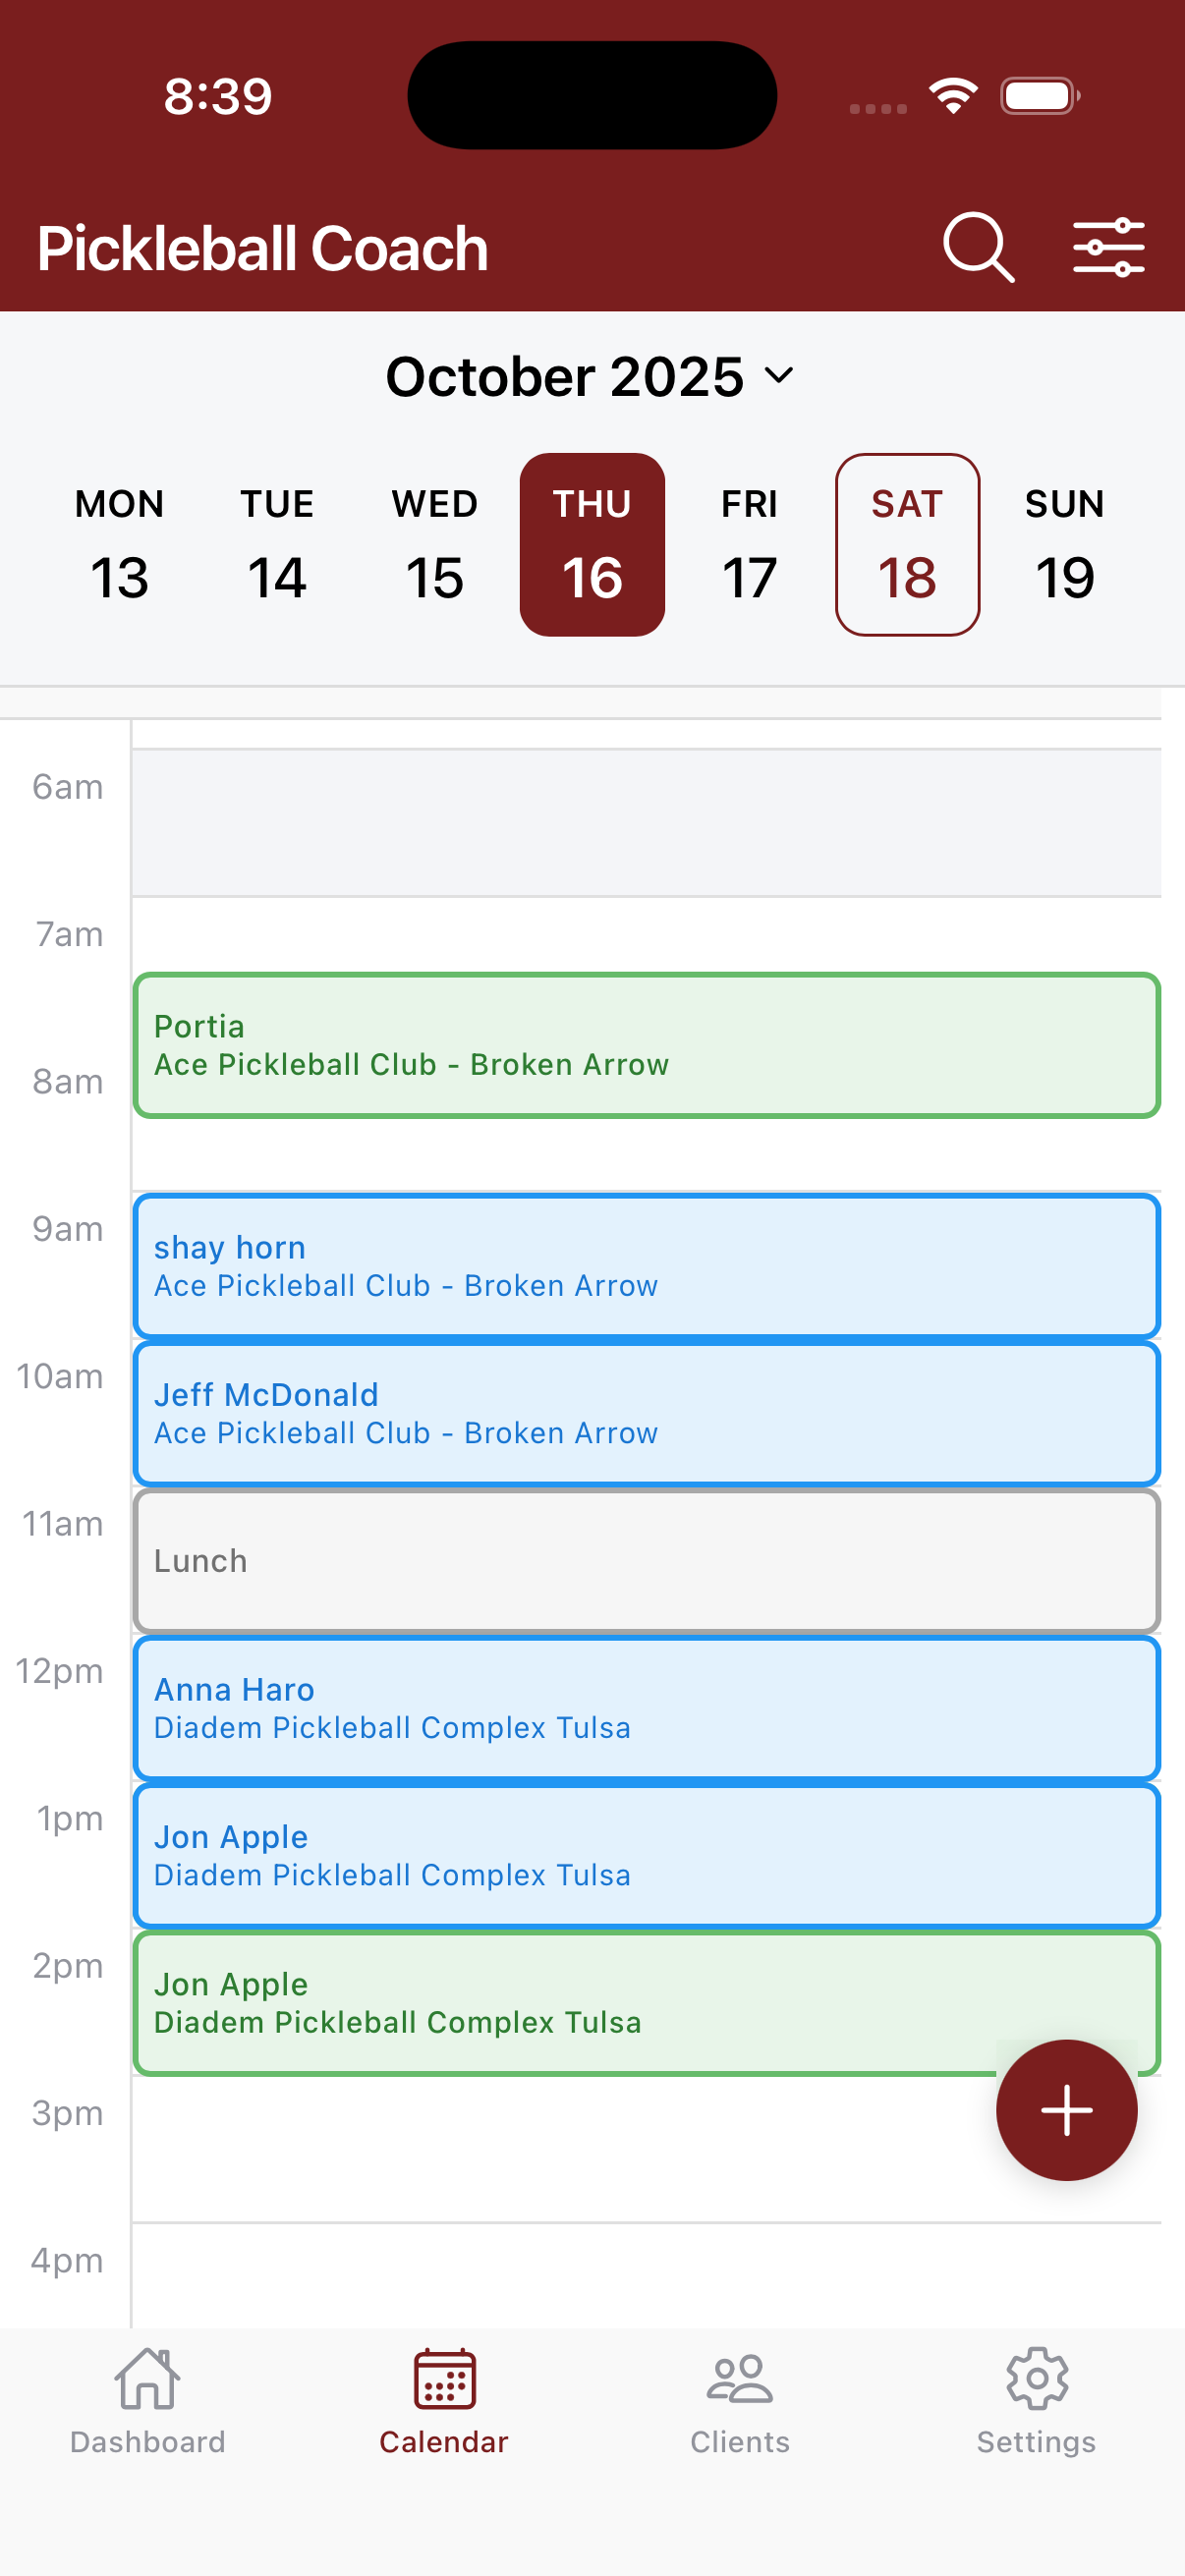 8:39
Pickleball Coach
October 2025
MON TUE WED THU FRI SAT SUN
13 14 15 16 17 18 19
6am
7am
Portia
Ace Pickleball Club - Broken Arrow
8am
9am
shay horn
Ace Pickleball Club - Broken Arrow
10am
Jeff McDonald
Ace Pickleball Club - Broken Arrow
11am
Lunch
12pm
Anna Haro
Diadem Pickleball Complex Tulsa
1pm
Jon Apple
Diadem Pickleball Complex Tulsa
2pm
Jon Apple
Diadem Pickleball Complex Tulsa
3pm
4pm
Dashboard Calendar Clients Settings